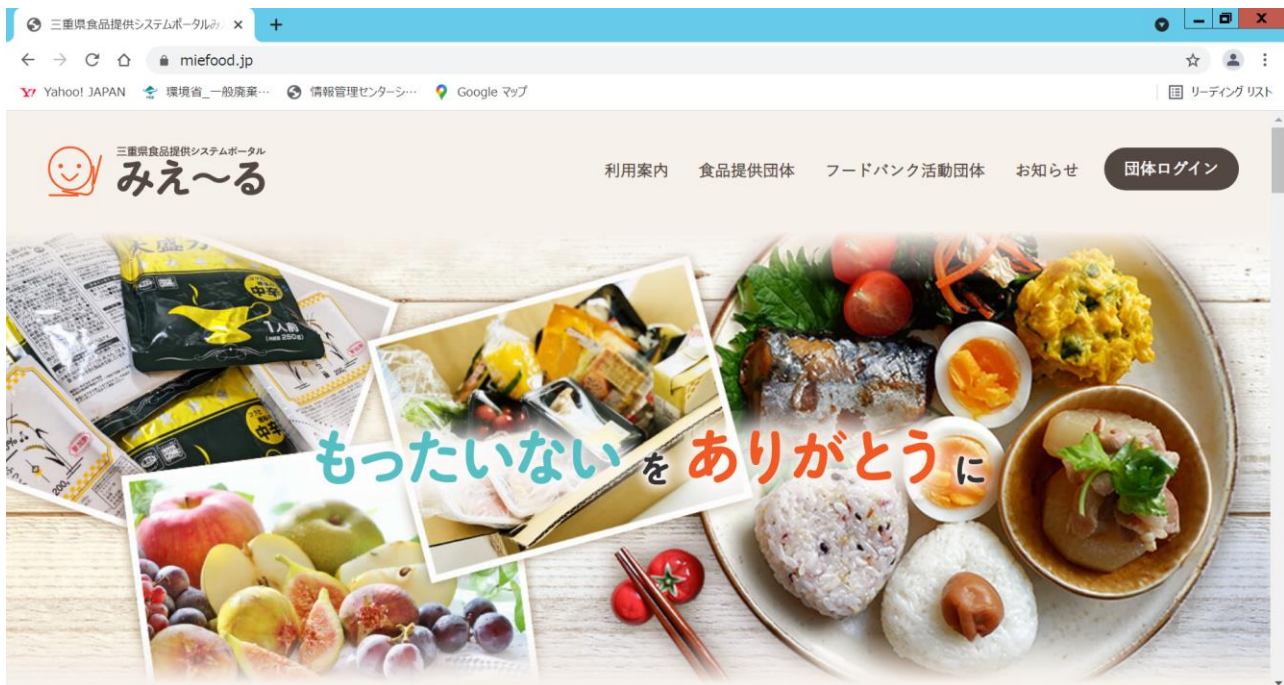 三重県食品提供システムポータルみ
miefood.jp
Yahoo! JAPAN 環境省_一般廃棄… 情報管理センターシ… Google マップ リーディング リスト
三重県食品提供システムポータル
みえ～る
利用案内 食品提供団体 フードバンク活動団体 お知らせ 団体ログイン
中辛
1人前
もったいないをありがとうに